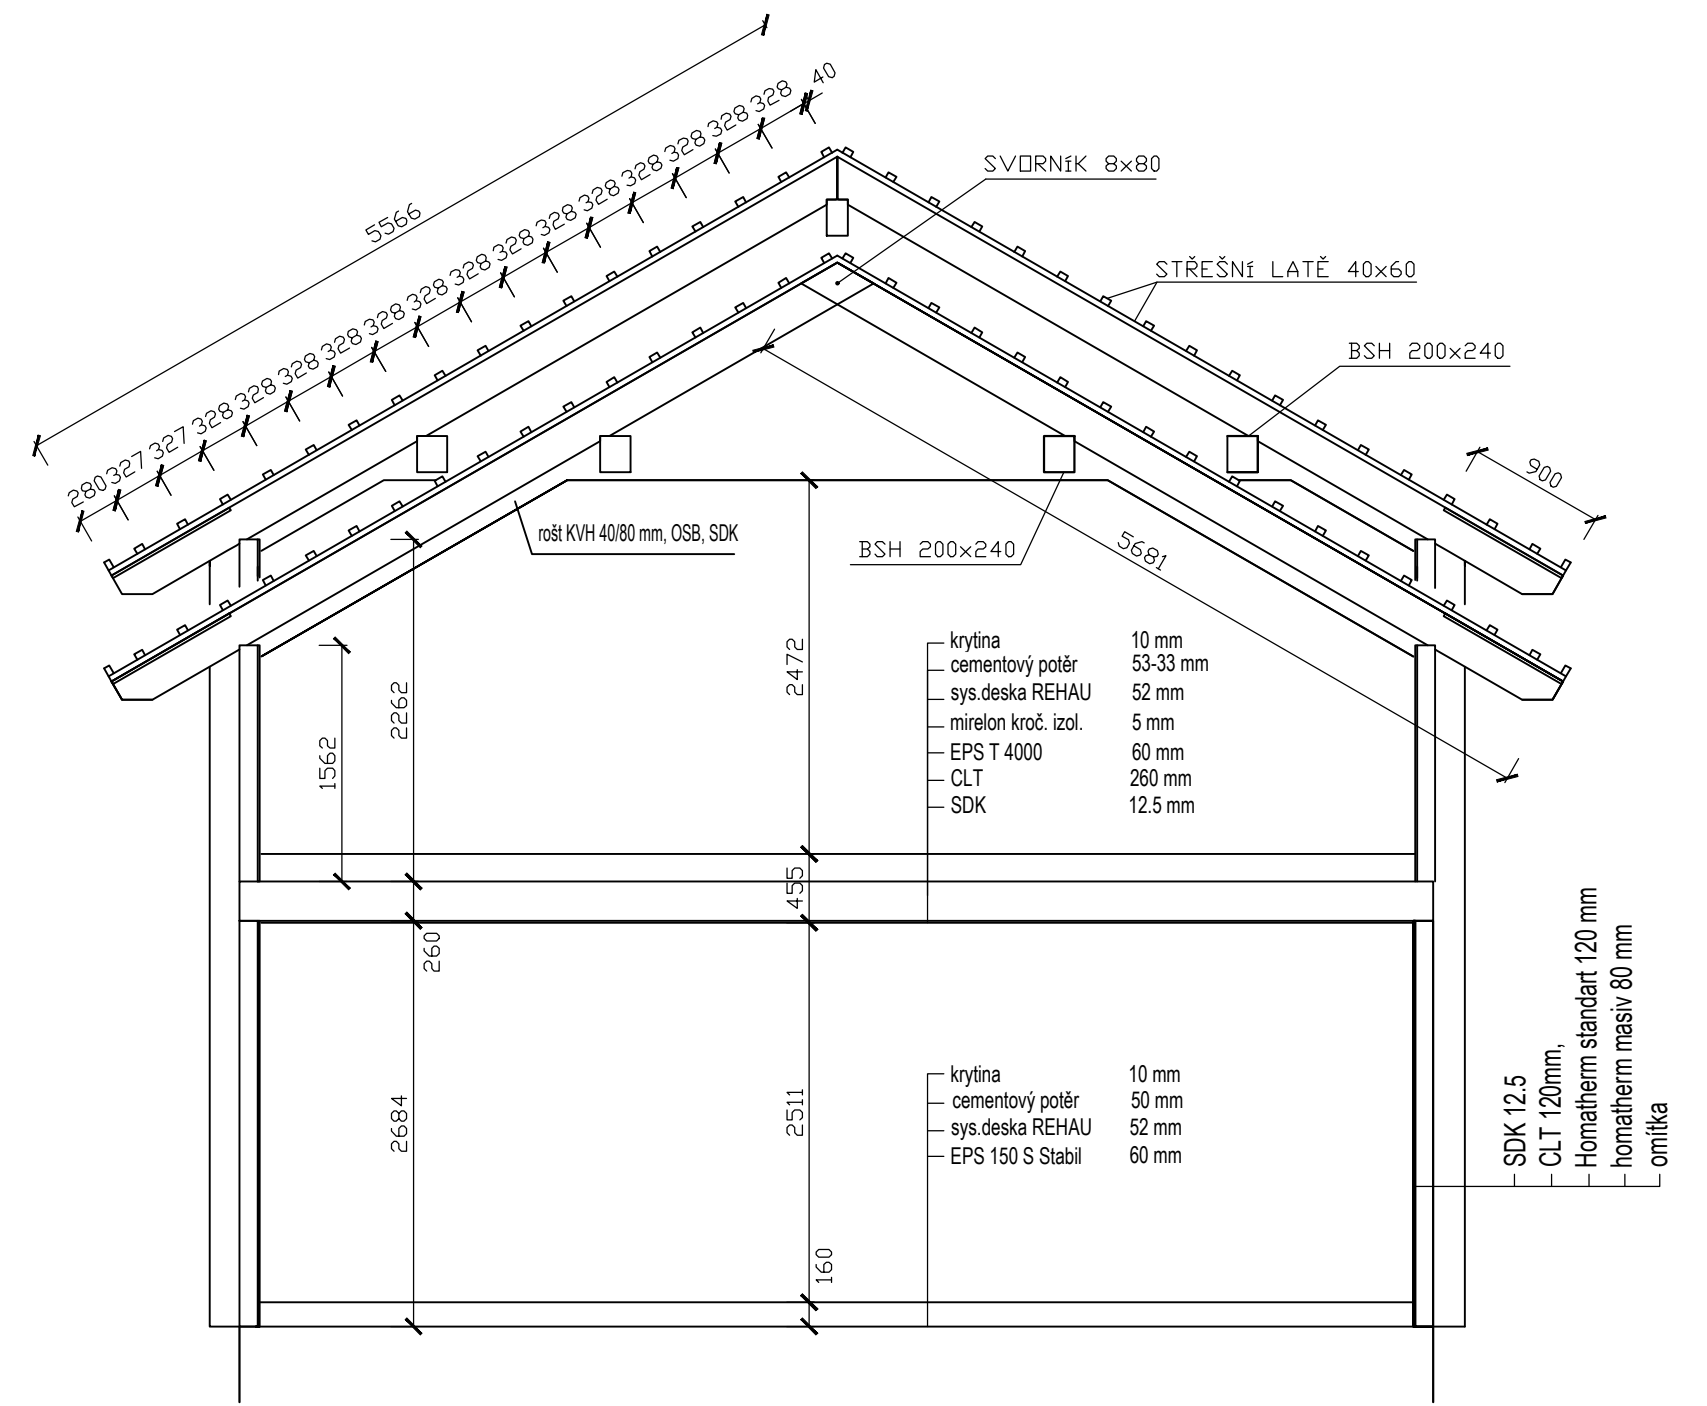 40
5566
280 327 327 328 328 328 328 328 328 328 328 328 328 328 328 328 328
SVORNíK 8x80
STŘEŠNí LATĚ 40x60
BSH 200x240
900
rošt KVH 40/80 mm, OSB, SDK
BSH 200x240
5681
2472
2262
1562
krytina 10 mm
cementový potěr 53-33 mm
sys.deska REHAU 52 mm
mirelon kroč. izol. 5 mm
EPS T 4000 60 mm
CLT 260 mm
SDK 12.5 mm
455
260
2684
2511
160
krytina 10 mm
cementový potěr 50 mm
sys.deska REHAU 52 mm
EPS 150 S Stabil 60 mm
SDK 12.5
CLT 120mm,
Homatherm standart 120 mm
homatherm masiv 80 mm
omítka